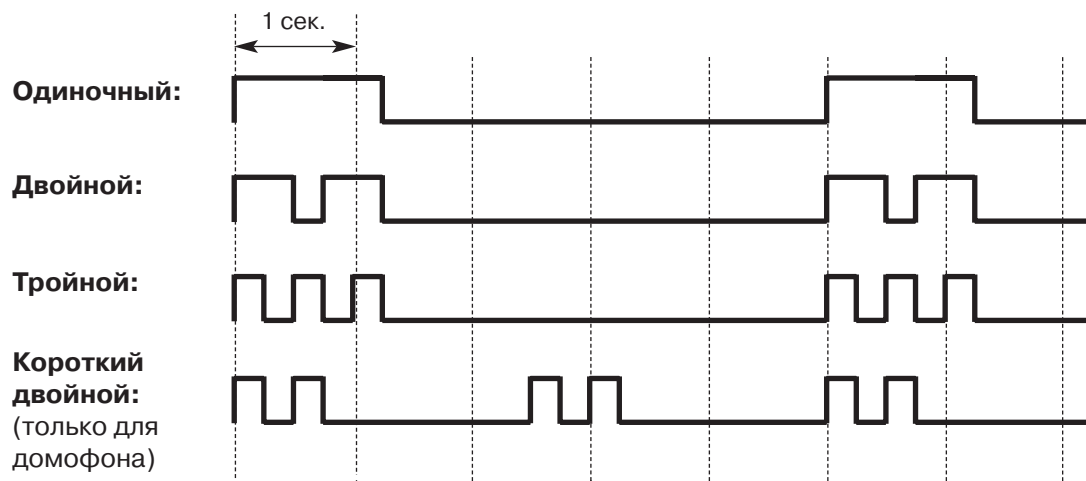 1 сек.
Одиночный:
Двойной:
Тройной:
Короткий
двойной:
(только для
домофона)